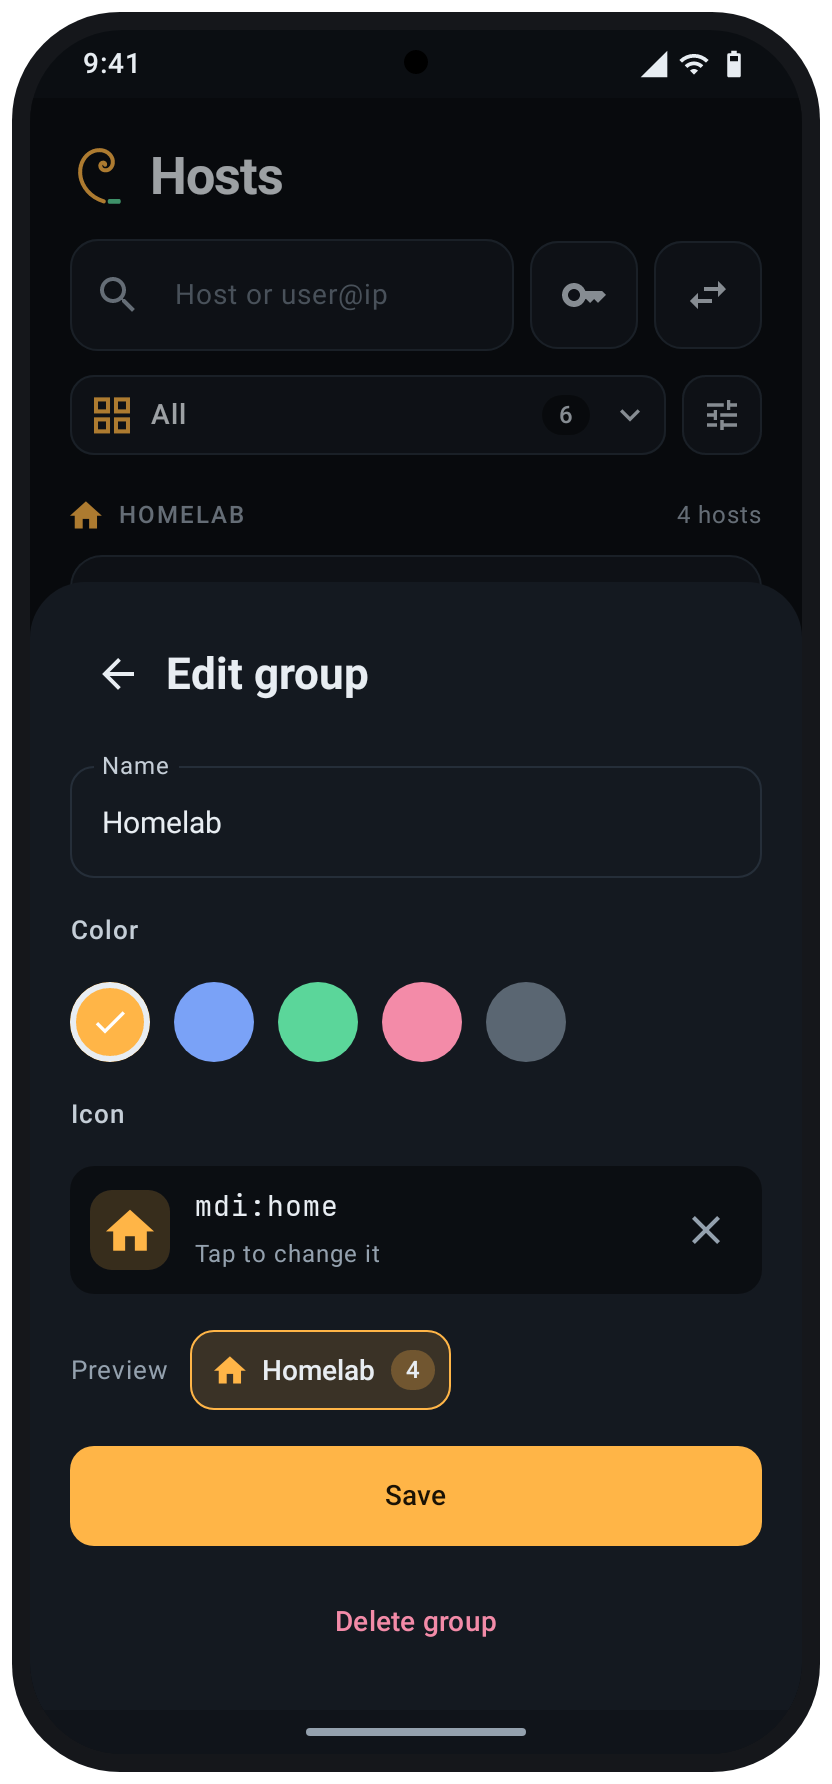 9:41
Hosts
Host or user@ip
All 6
HOMELAB 4 hosts
Edit group
Name
Homelab
Color
Icon
mdi:home
Tap to change it
Preview Homelab 4
Save
Delete group